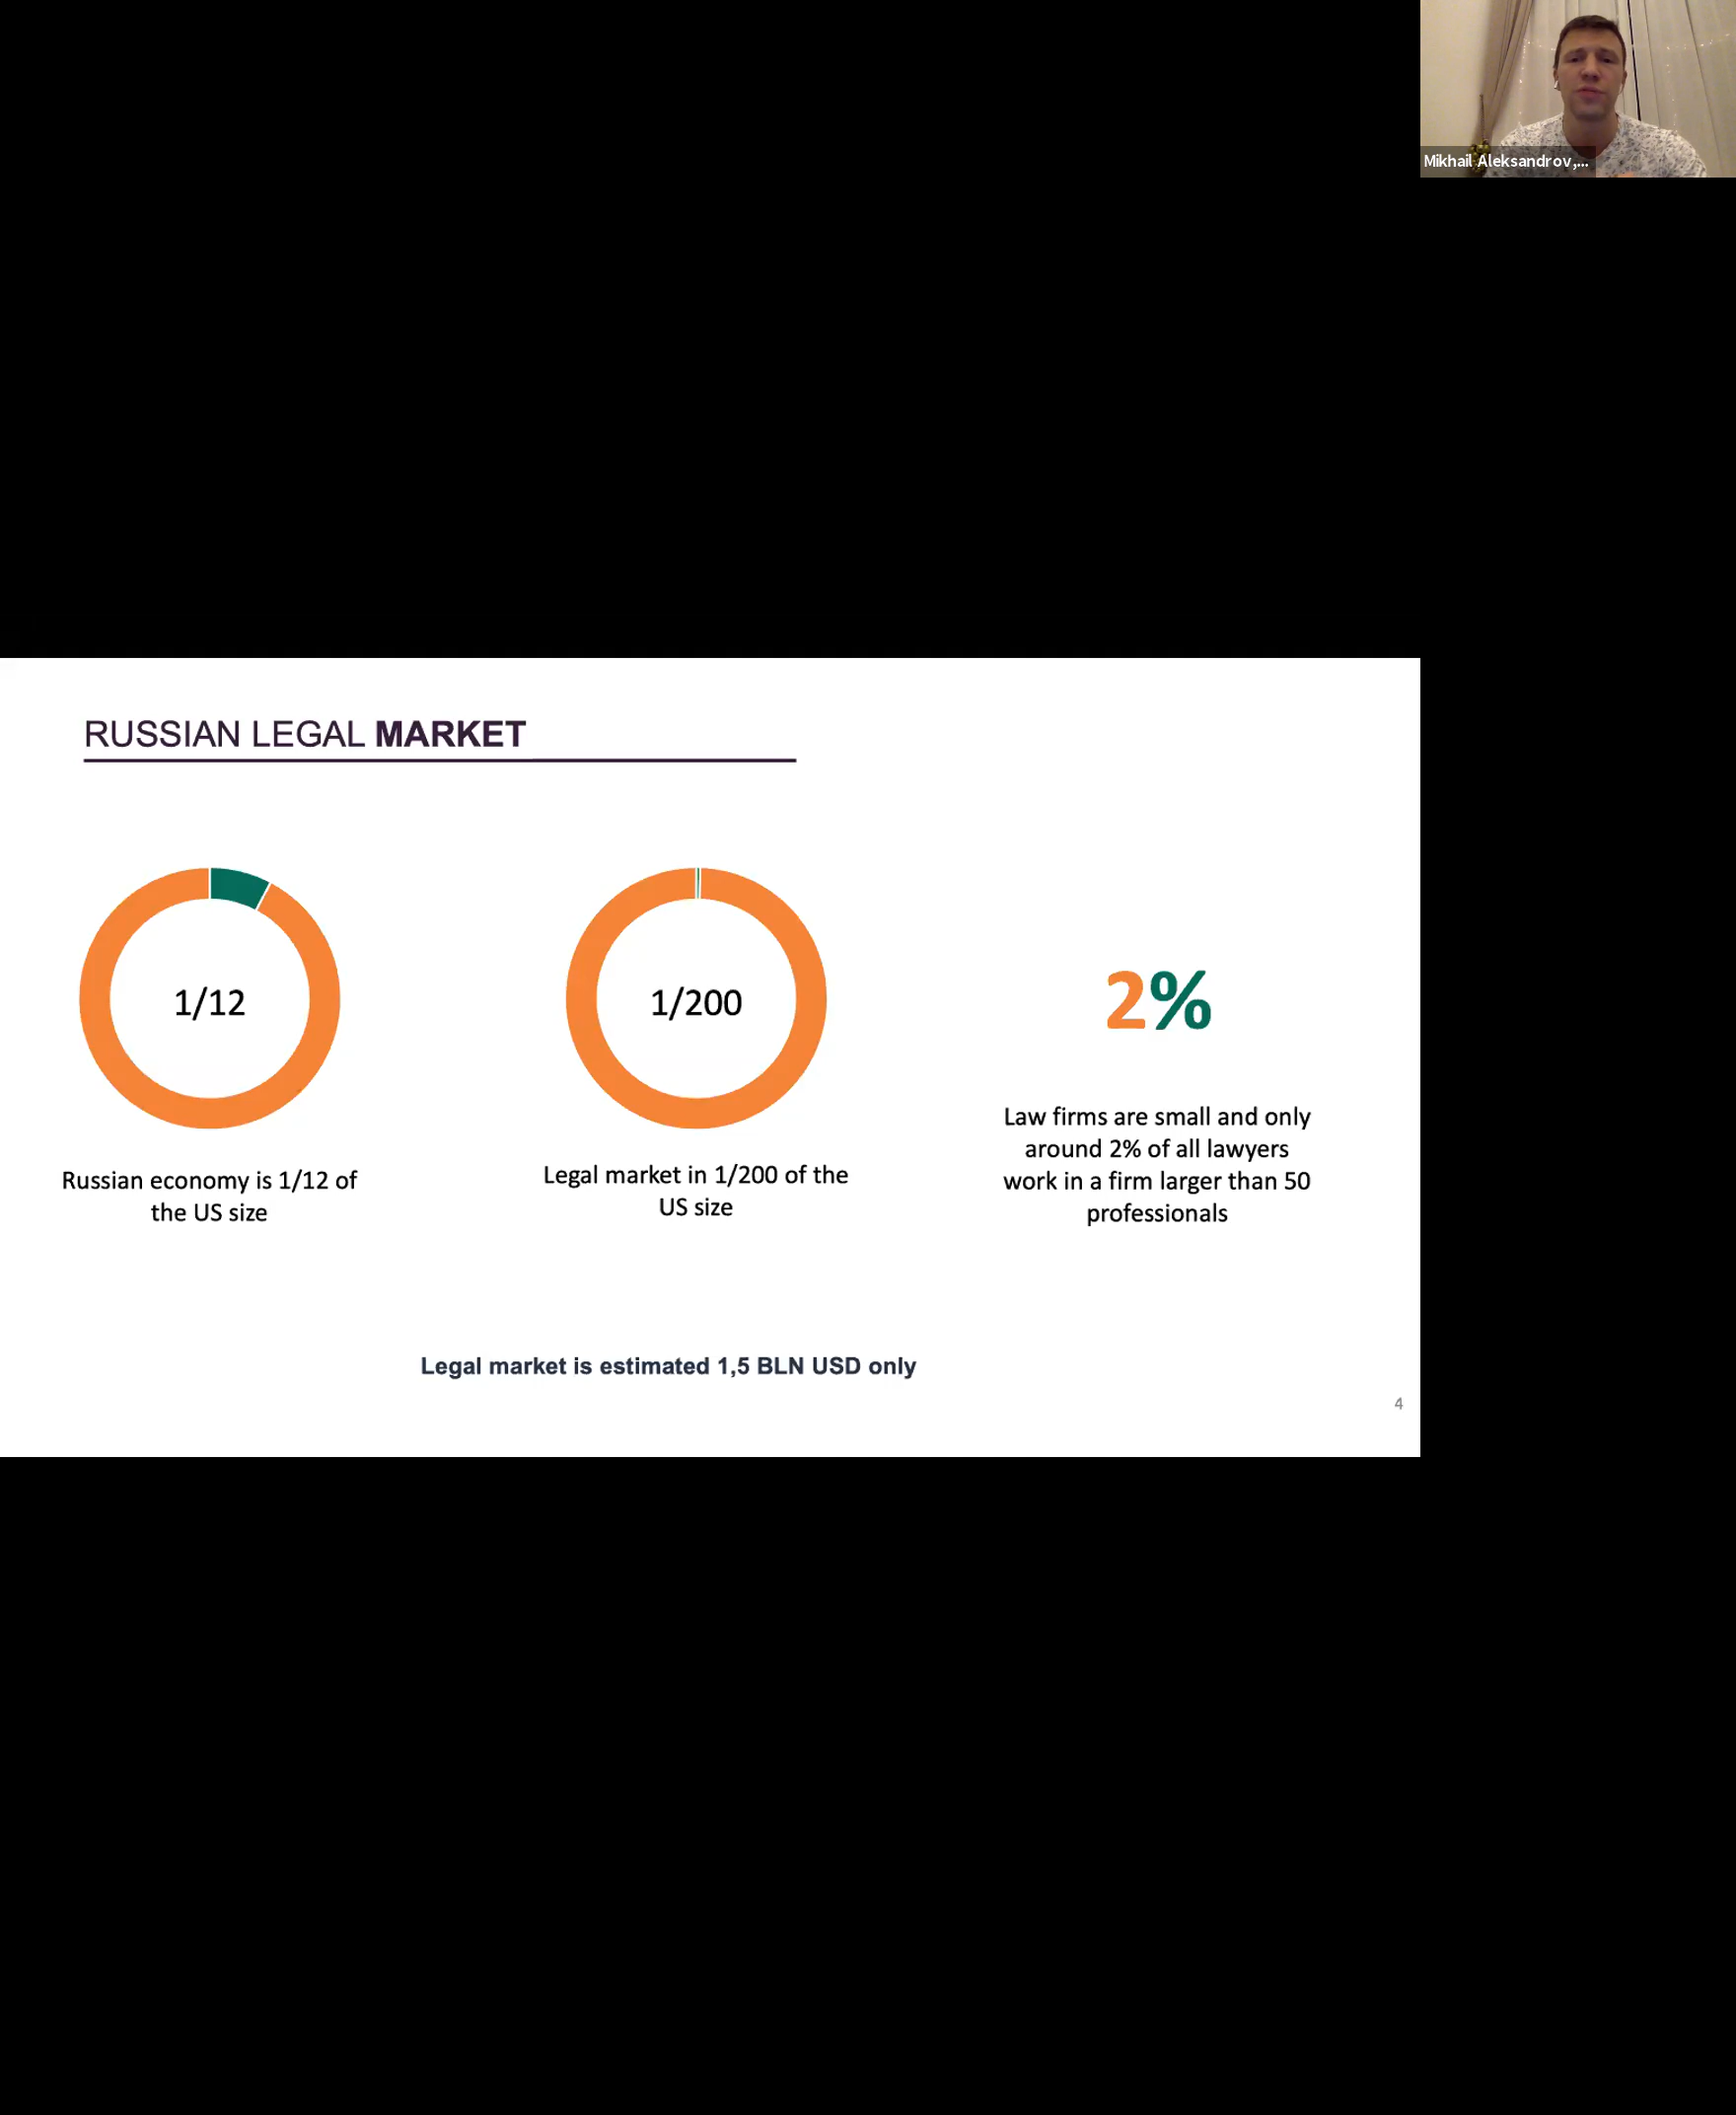 Mikhail Aleksandrov,...
RUSSIAN LEGAL MARKET
1/12
1/200
2%
Russian economy is 1/12 of
the US size
Legal market in 1/200 of the
US size
Law firms are small and only
around 2% of all lawyers
work in a firm larger than 50
professionals
Legal market is estimated 1,5 BLN USD only
4